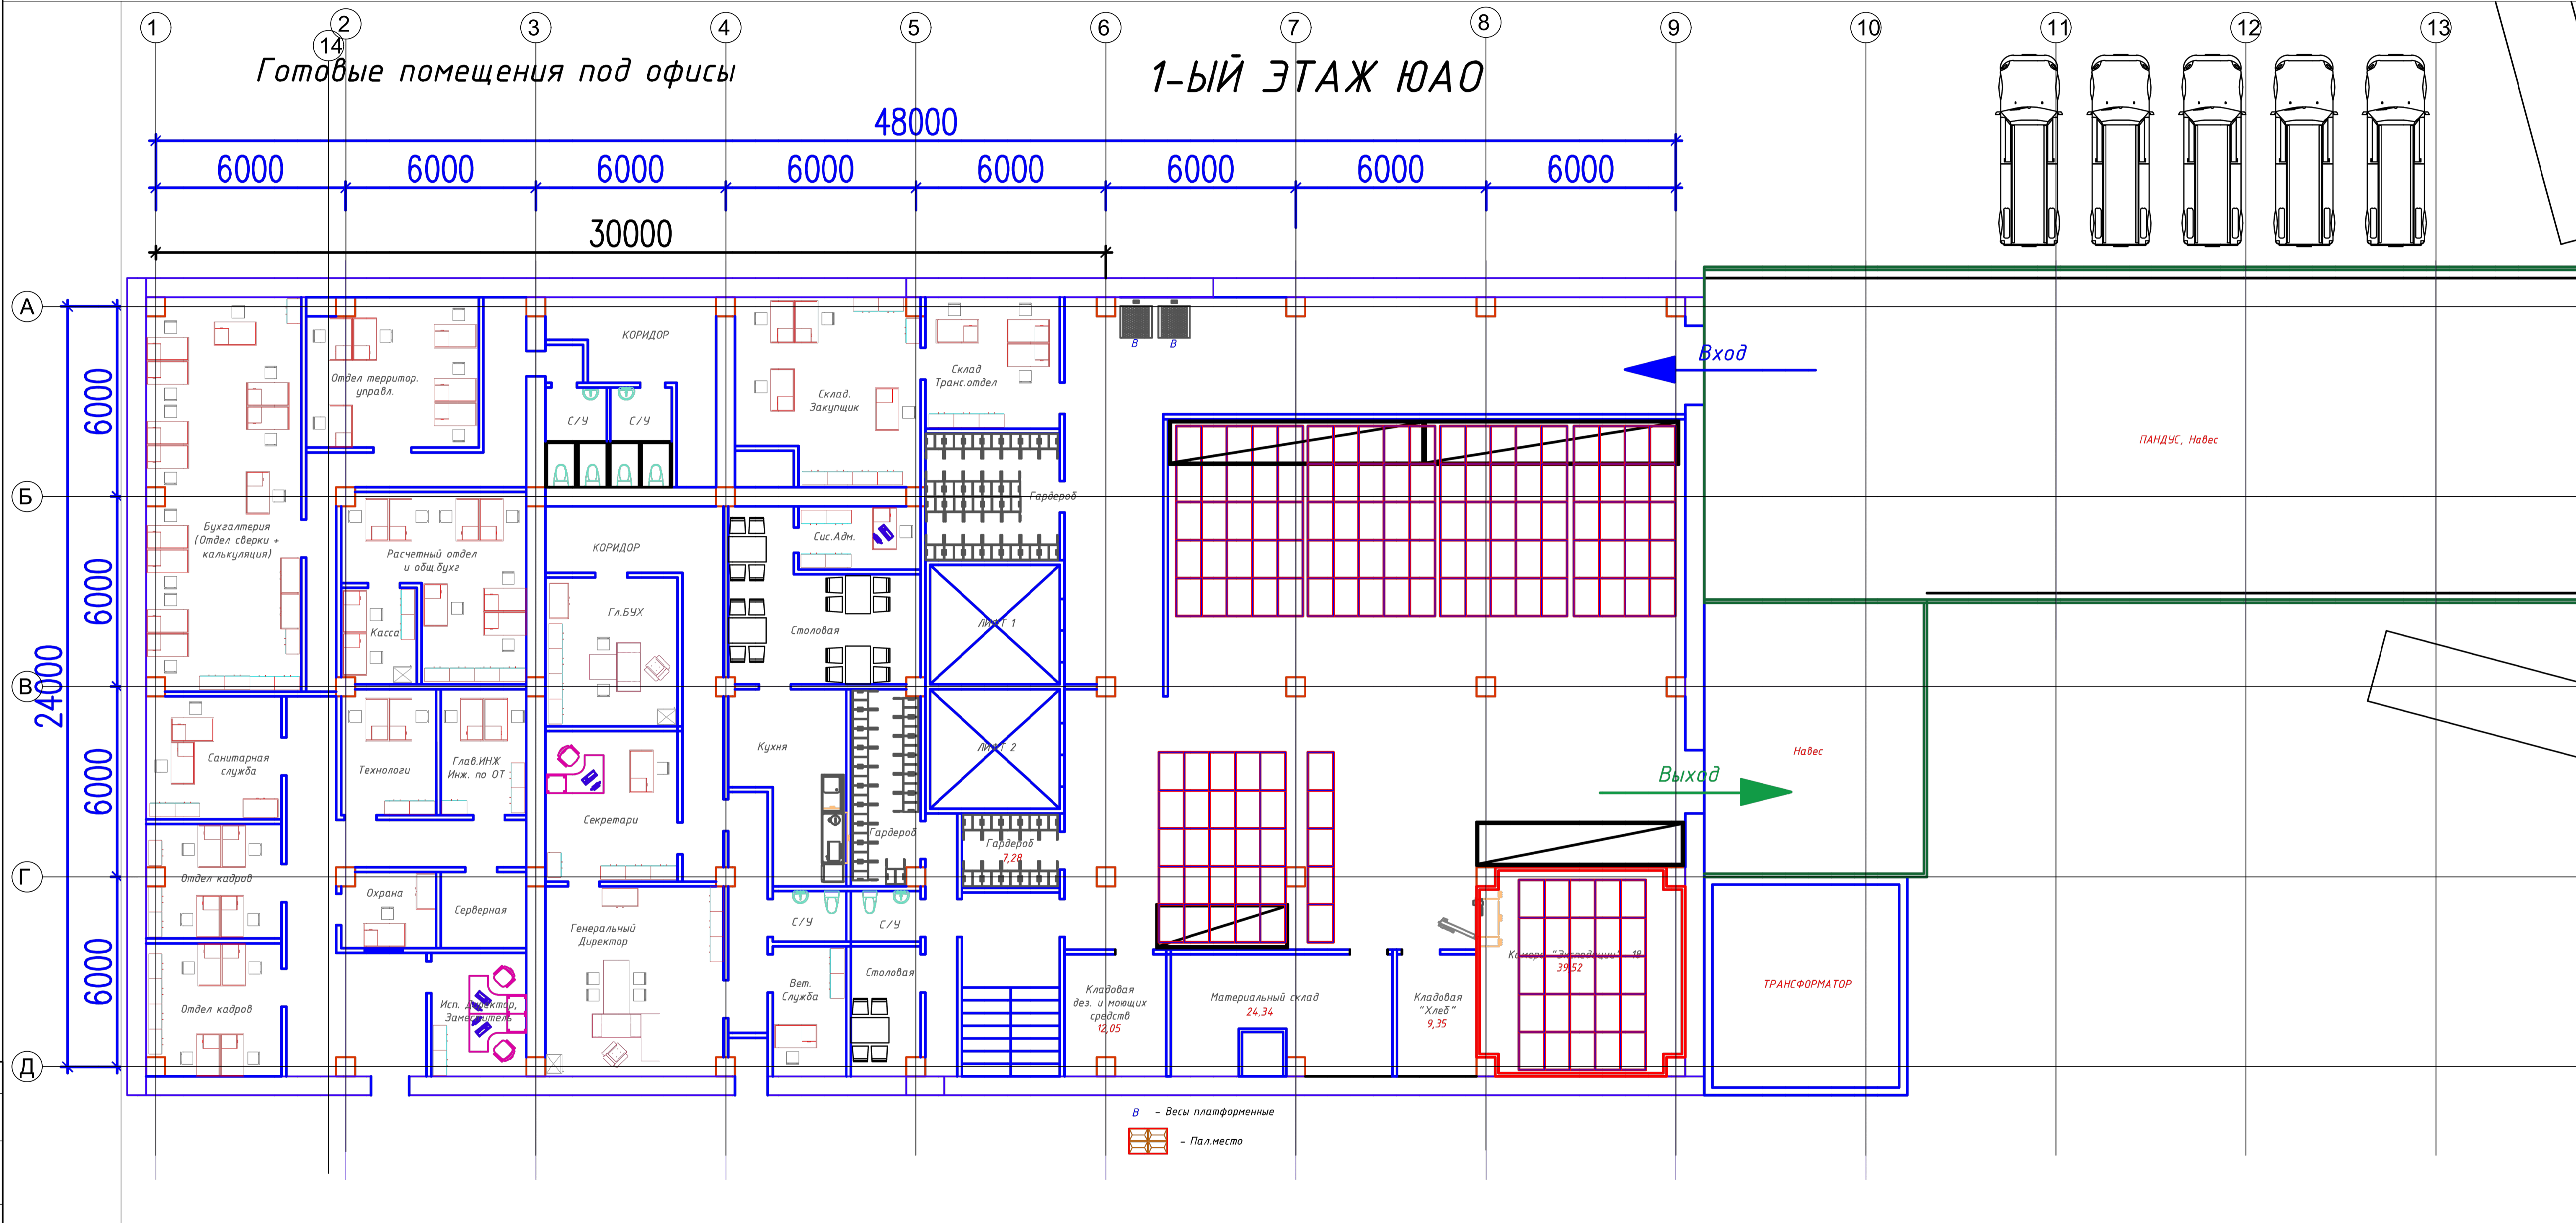 1
2
14
3
4
5
6
7
8
9
10
11
12
13
Готовые помещения под офисы
1-ЫЙ ЭТАЖ ЮАО
48000
6000
6000
6000
6000
6000
6000
6000
6000
30000
А
Б
В
Г
Д
6000
6000
6000
6000
24000
КОРИДОР
В
В
Вход
Отдел территор.
управл.
Склад
Транс.отдел
Склад.
Закупщик
С/У
С/У
ПАНДУС, Навес
Гардероб
Бухгалтерия
(Отдел сверки +
калькуляция)
Расчетный отдел
и общ.бухг
КОРИДОР
Сис.Адм.
Гл.БУХ
Касса
Столовая
ЛИФТ 1
Санитарная
служба
Технологи
Глав.ИНЖ
Инж. по ОТ
Кухня
ЛИФТ 2
Навес
Выход
Секретари
Гардероб
Гардероб
7,28
Отдел кадров
Охрана
Серверная
Генеральный
Директор
С/У
С/У
Камера "Экспедиции" -18
39,52
Столовая
Вет.
Служба
Кладовая
дез. и моющих
средств
12,05
Материальный склад
24,34
Кладовая
"Хлеб"
9,35
ТРАНСФОРМАТОР
Отдел кадров
Исп. Директор,
Заместитель
В - Весы платформенные
- Пал.место